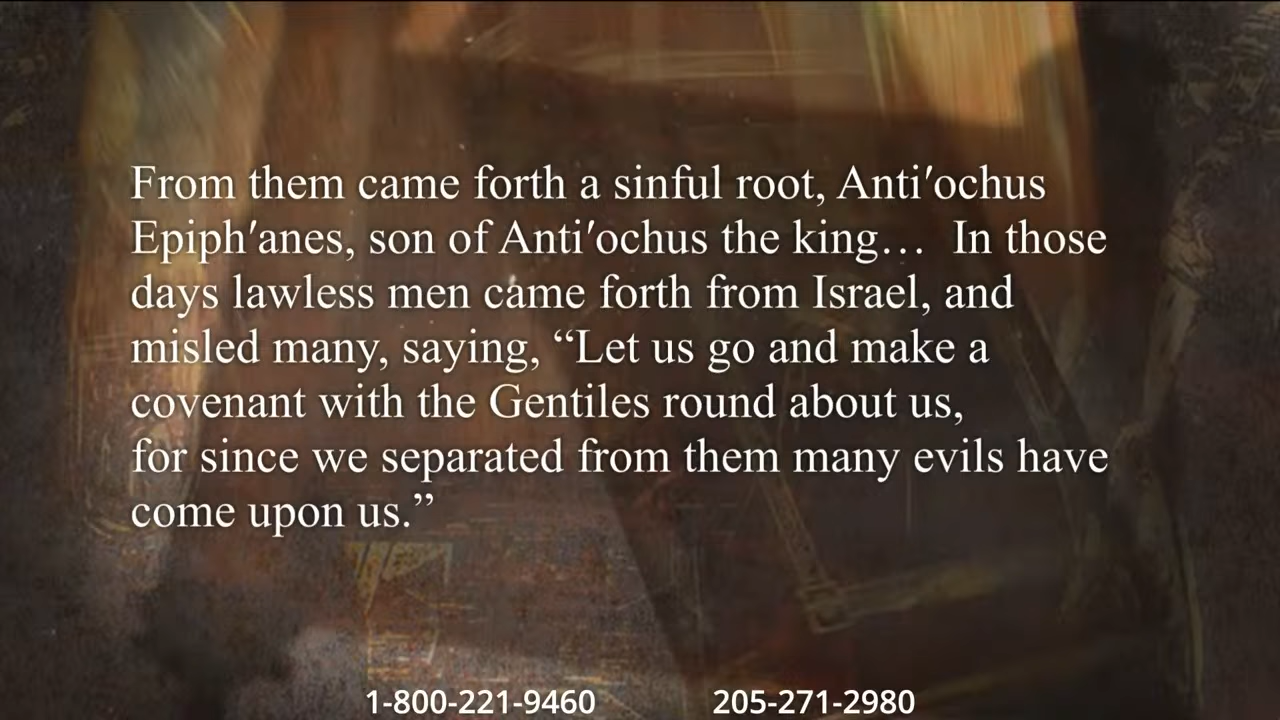 From them came forth a sinful root, Anti′ochus
Epiph′anes, son of Anti′ochus the king…  In those
days lawless men came forth from Israel, and
misled many, saying, “Let us go and make a
covenant with the Gentiles round about us,
for since we separated from them many evils have
come upon us.”
1-800-221-9460 205-271-2980